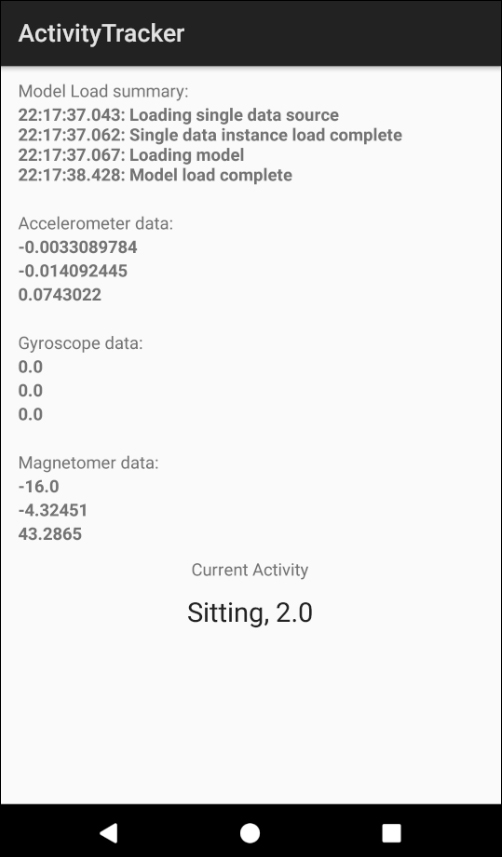 ActivityTracker
Model Load summary:
22:17:37.043: Loading single data source
22:17:37.062: Single data instance load complete
22:17:37.067: Loading model
22:17:38.428: Model load complete
Accelerometer data:
-0.0033089784
-0.014092445
0.0743022
Gyroscope data:
0.0
0.0
0.0
Magnetomer data:
-16.0
-4.32451
43.2865
Current Activity
Sitting, 2.0